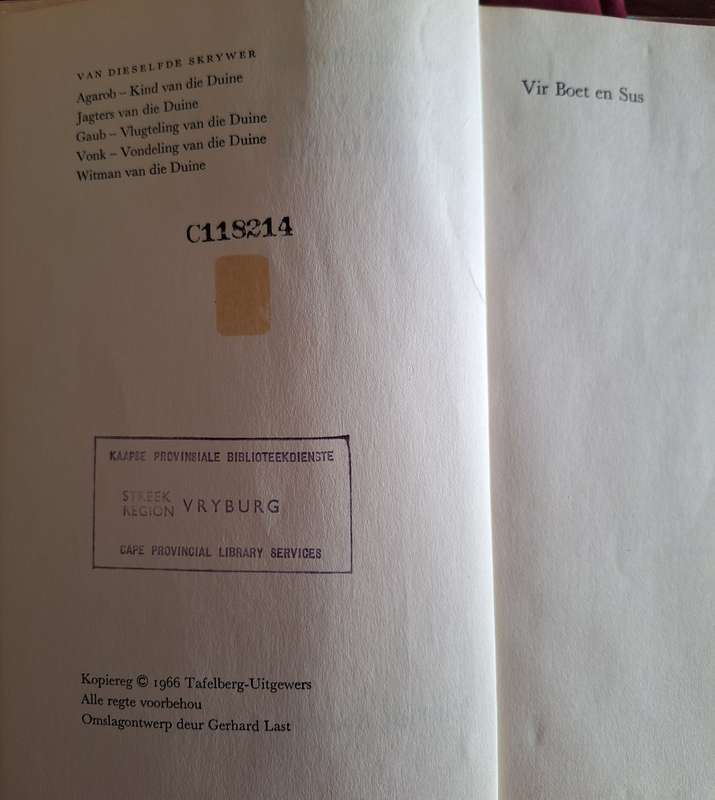 VAN DIESELFDE SKRYWER
Agarob – Kind van die Duine
Jagters van die Duine
Gaub – Vlugteling van die Duine
Vonk – Vondeling van die Duine
Witman van die Duine
C118214
KAAPSE PROVINSIALE BIBLIOTEEKDIENSTE
STREEK
REGION VRYBURG
CAPE PROVINCIAL LIBRARY SERVICES
Kopiereg © 1966 Tafelberg-Uitgewers
Alle regte voorbehou
Omslagontwerp deur Gerhard Last
Vir Boet en Sus